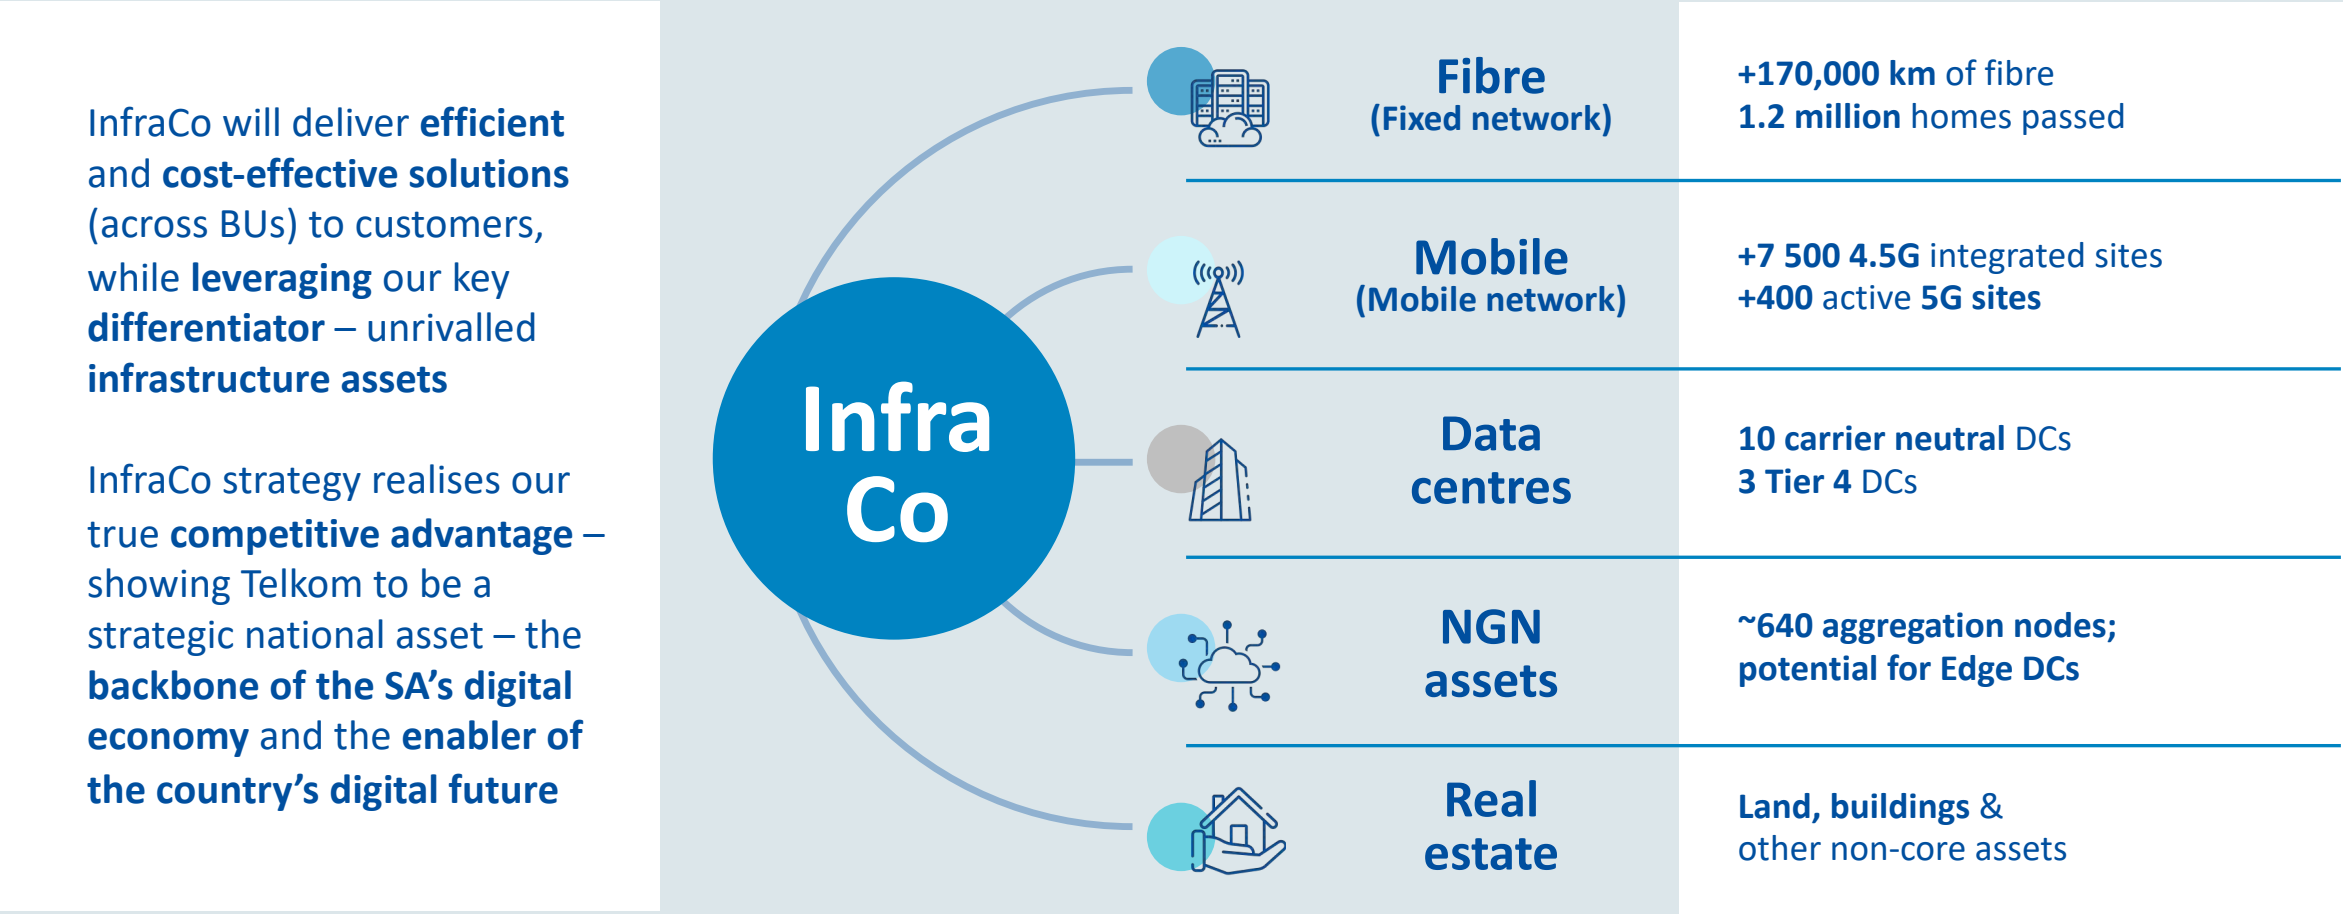 InfraCo will deliver efficient
and cost-effective solutions
(across BUs) to customers,
while leveraging our key
differentiator – unrivalled
infrastructure assets
InfraCo strategy realises our
true competitive advantage –
showing Telkom to be a
strategic national asset – the
backbone of the SA’s digital
economy and the enabler of
the country’s digital future
Infra
Co
Fibre
(Fixed network)
+170,000 km of fibre
1.2 million homes passed
Mobile
(Mobile network)
+7 500 4.5G integrated sites
+400 active 5G sites
Data
centres
10 carrier neutral DCs
3 Tier 4 DCs
NGN
assets
~640 aggregation nodes;
potential for Edge DCs
Real
estate
Land, buildings &
other non-core assets